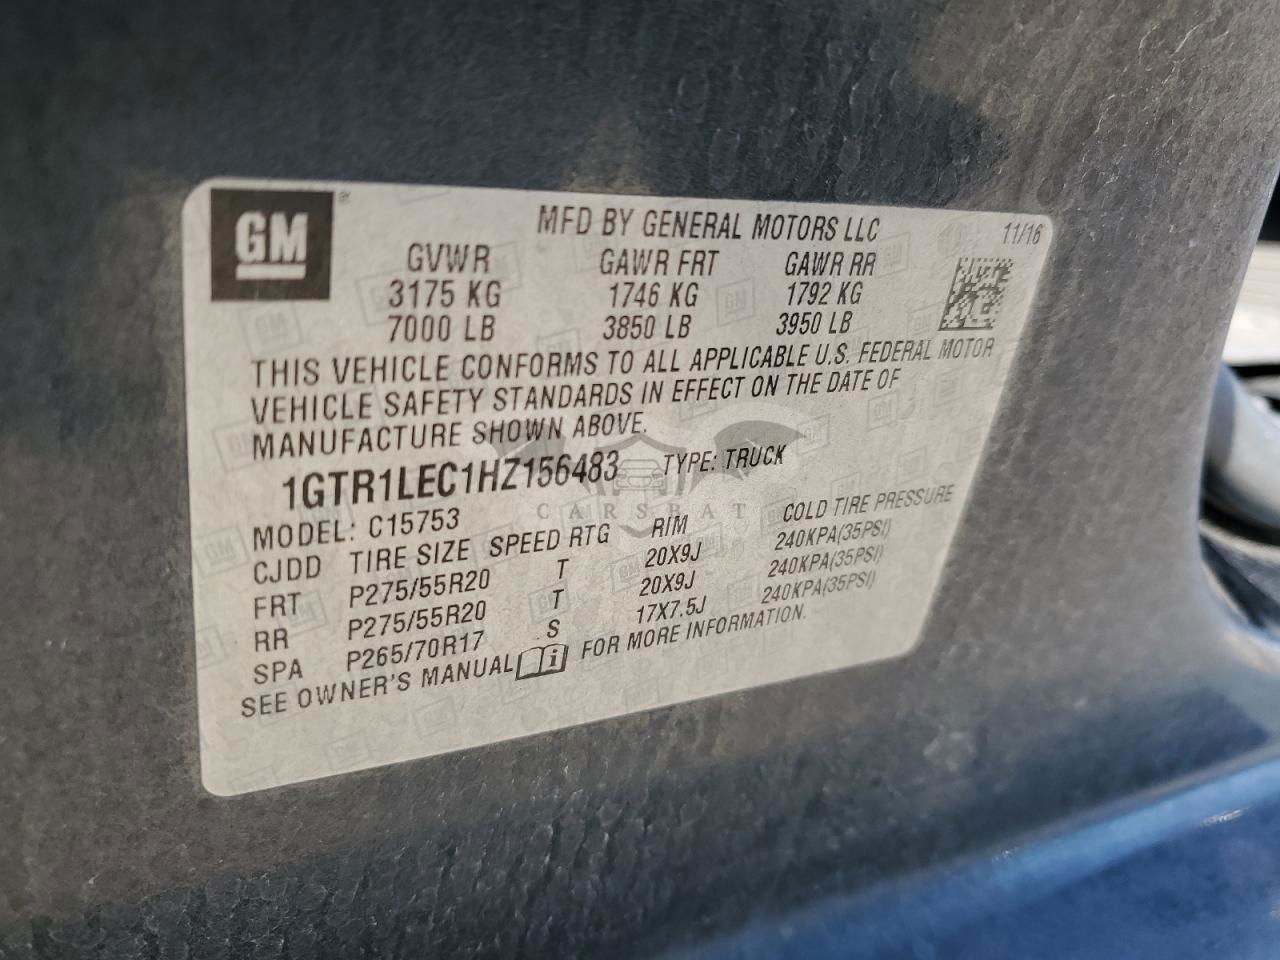 GM ®
MFD BY GENERAL MOTORS LLC 11/16
GVWR GAWR FRT GAWR RR
3175 KG 1746 KG 1792 KG
7000 LB 3850 LB 3950 LB
THIS VEHICLE CONFORMS TO ALL APPLICABLE U.S. FEDERAL MOTOR
VEHICLE SAFETY STANDARDS IN EFFECT ON THE DATE OF
MANUFACTURE SHOWN ABOVE.
1GTR1LEC1HZ156483 TYPE: TRUCK
CARSBAT
MODEL: C15753
CJDD TIRE SIZE SPEED RTG RIM COLD TIRE PRESSURE
FRT P275/55R20 T 20X9J 240KPA(35PSI)
RR P275/55R20 T 20X9J 240KPA(35PSI)
SPA P265/70R17 S 17X7.5J 240KPA(35PSI)
SEE OWNER'S MANUAL i FOR MORE INFORMATION.